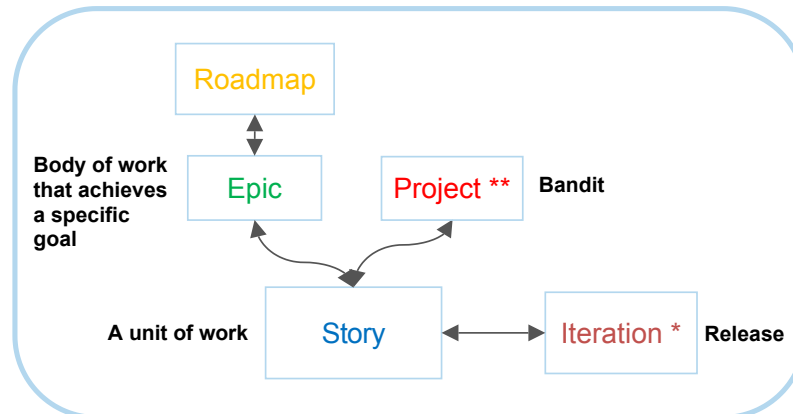 Roadmap
Body of work
that achieves
a specific
goal
Epic
Project **
Bandit
A unit of work
Story
Iteration *
Release